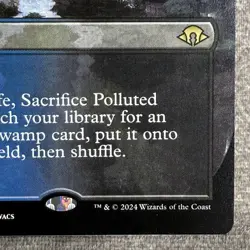 fe, Sacrifice Polluted
ch your library for an
wamp card, put it onto
eld, then shuffle.
VACS
™ & © 2024 Wizards of the Coast